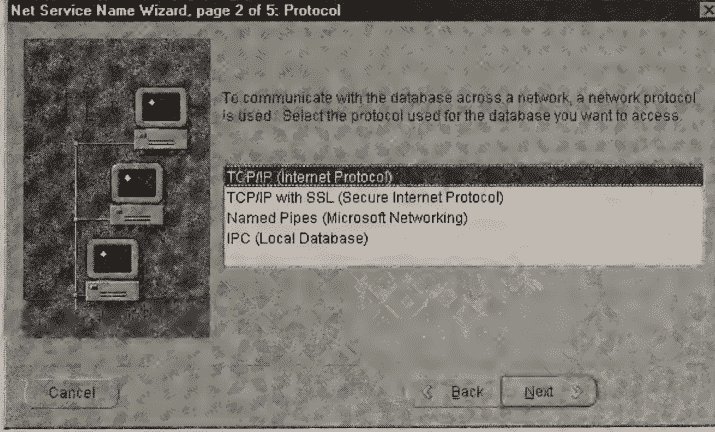 Net Service Name Wizard, page 2 of 5: Protocol
To communicate with the database across a network, a network protocol
is used. Select the protocol used for the database you want to access.
TCP/IP (Internet Protocol)
TCP/IP with SSL (Secure Internet Protocol)
Named Pipes (Microsoft Networking)
IPC (Local Database)
Cancel
Back
Next